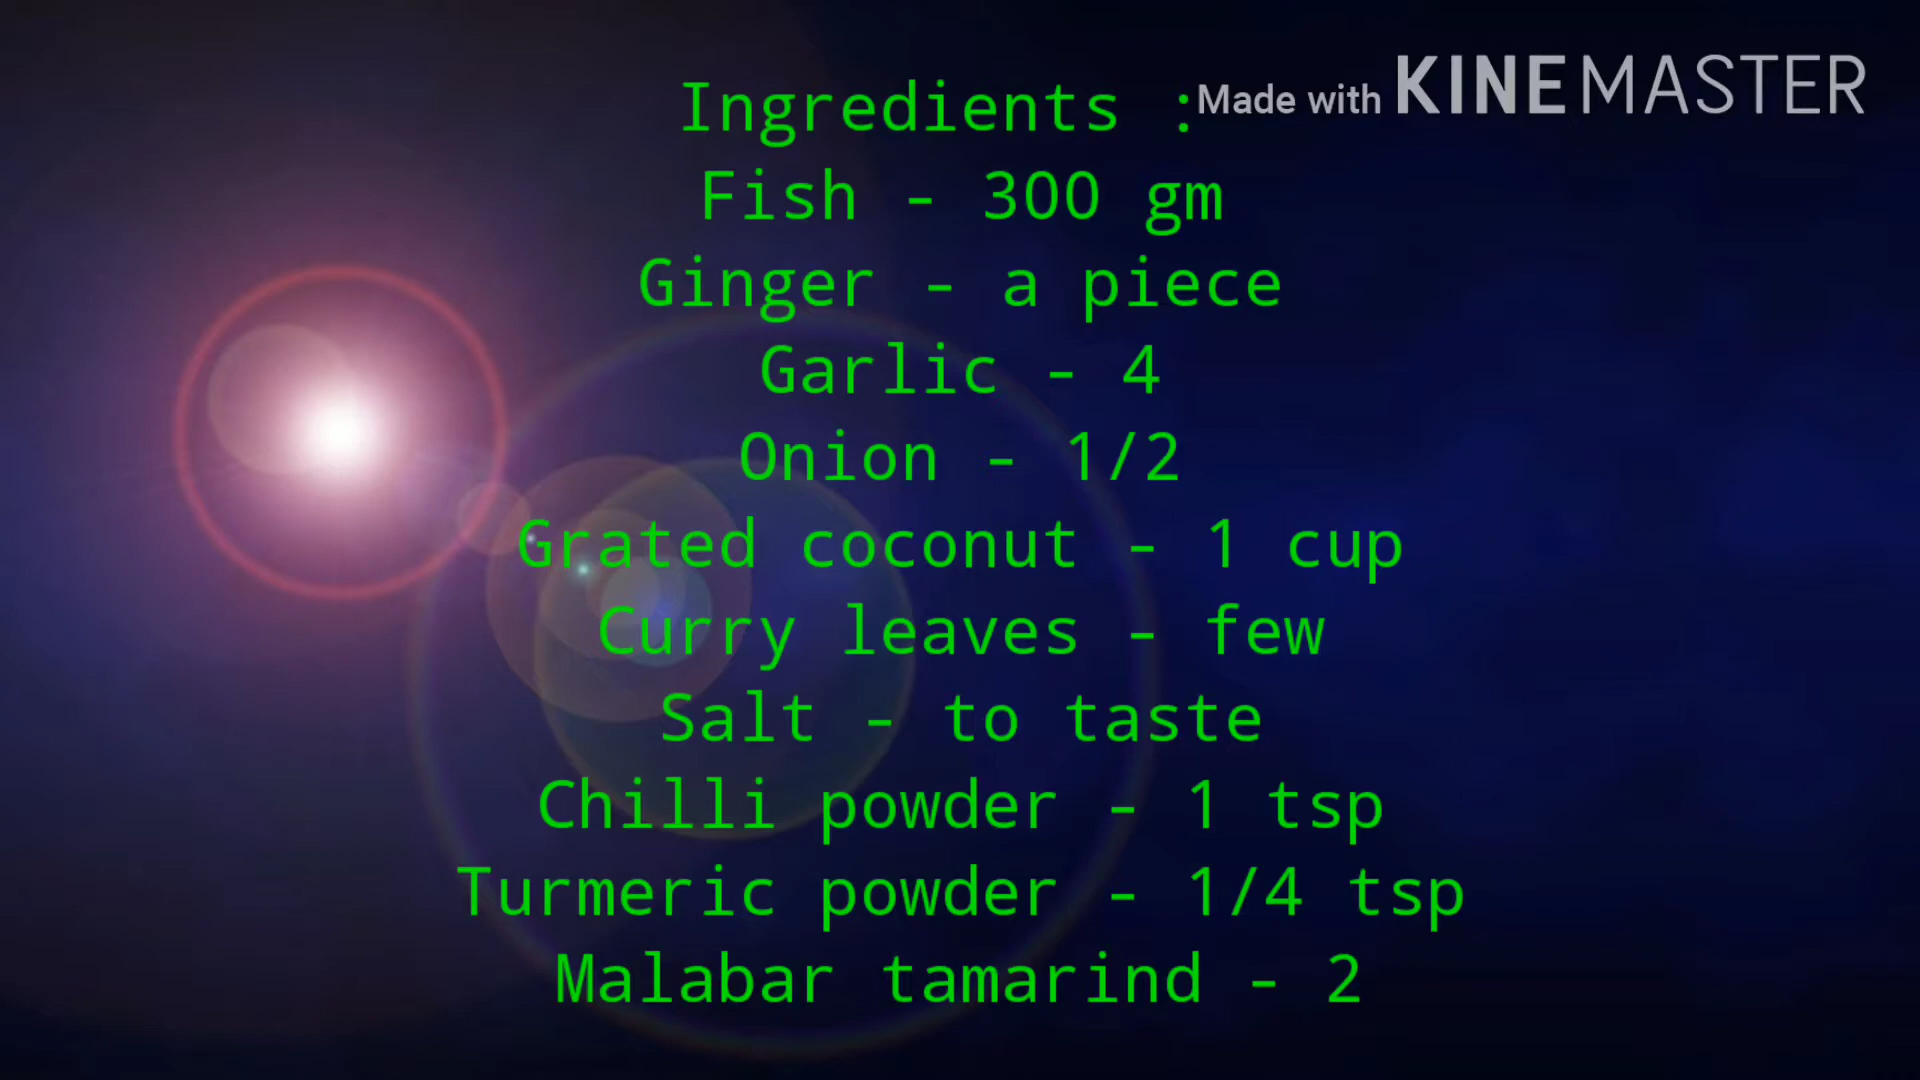 Ingredients :
Made with KINEMASTER
Fish - 300 gm
Ginger - a piece
Garlic - 4
Onion - 1/2
Grated coconut - 1 cup
Curry leaves - few
Salt - to taste
Chilli powder - 1 tsp
Turmeric powder - 1/4 tsp
Malabar tamarind - 2